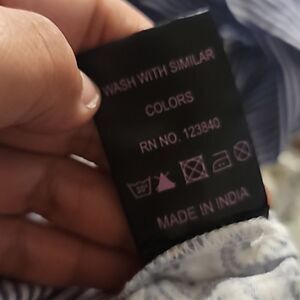 WASH WITH SIMILAR
COLORS
RN NO. 123840
MADE IN INDIA